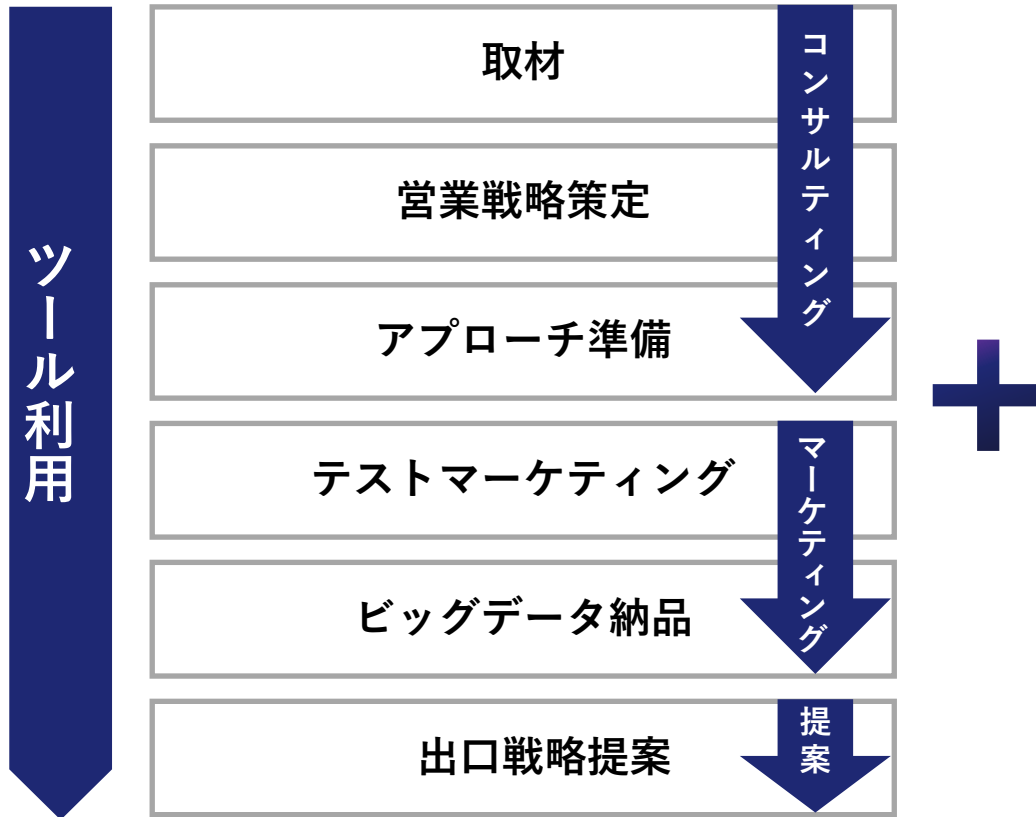 ツール利用
取材
営業戦略策定
アプローチ準備
コンサルティング
テストマーケティング
ビッグデータ納品
マーケティング
出口戦略提案
提案